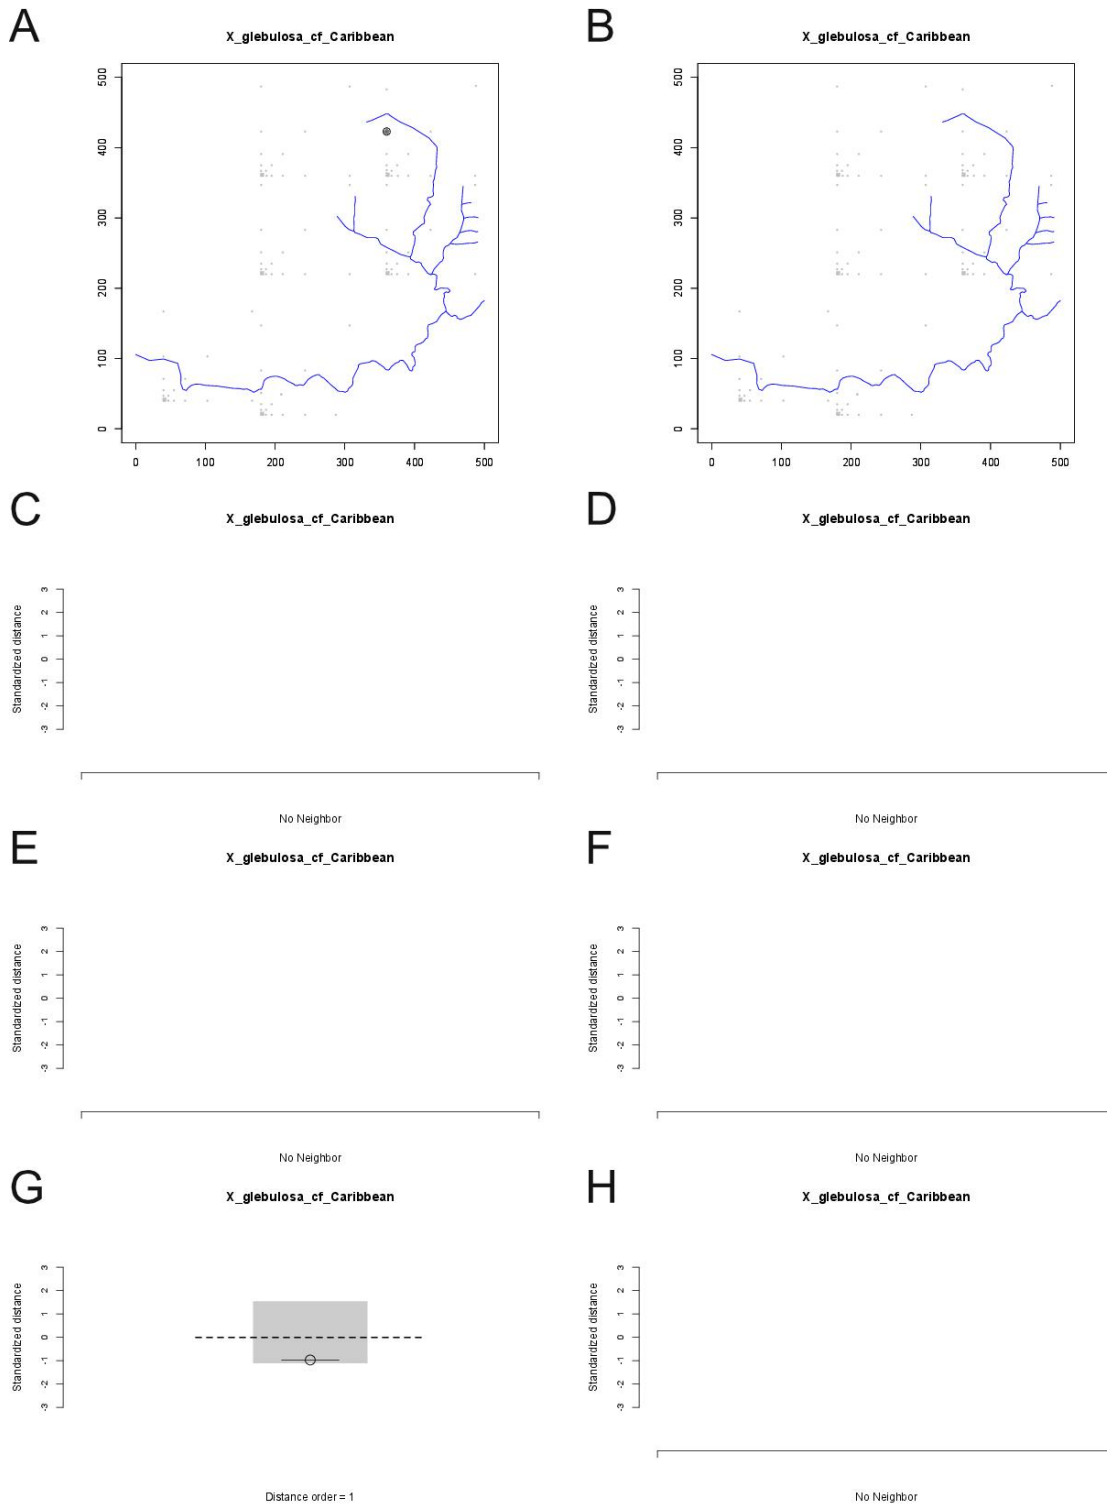 A
X_glebulosa_cf_Caribbean
500
400
300
200
100
0
0 100 200 300 400 500
B
X_glebulosa_cf_Caribbean
500
400
300
200
100
0
0 100 200 300 400 500
C
X_glebulosa_cf_Caribbean
Standardized distance
3
2
1
0
-1
-2
-3
No Neighbor
D
X_glebulosa_cf_Caribbean
Standardized distance
3
2
1
0
-1
-2
-3
No Neighbor
E
X_glebulosa_cf_Caribbean
Standardized distance
3
2
1
0
-1
-2
-3
No Neighbor
F
X_glebulosa_cf_Caribbean
Standardized distance
3
2
1
0
-1
-2
-3
No Neighbor
G
X_glebulosa_cf_Caribbean
Standardized distance
3
2
1
0
-1
-2
-3
Distance order = 1
H
X_glebulosa_cf_Caribbean
Standardized distance
3
2
1
0
-1
-2
-3
No Neighbor